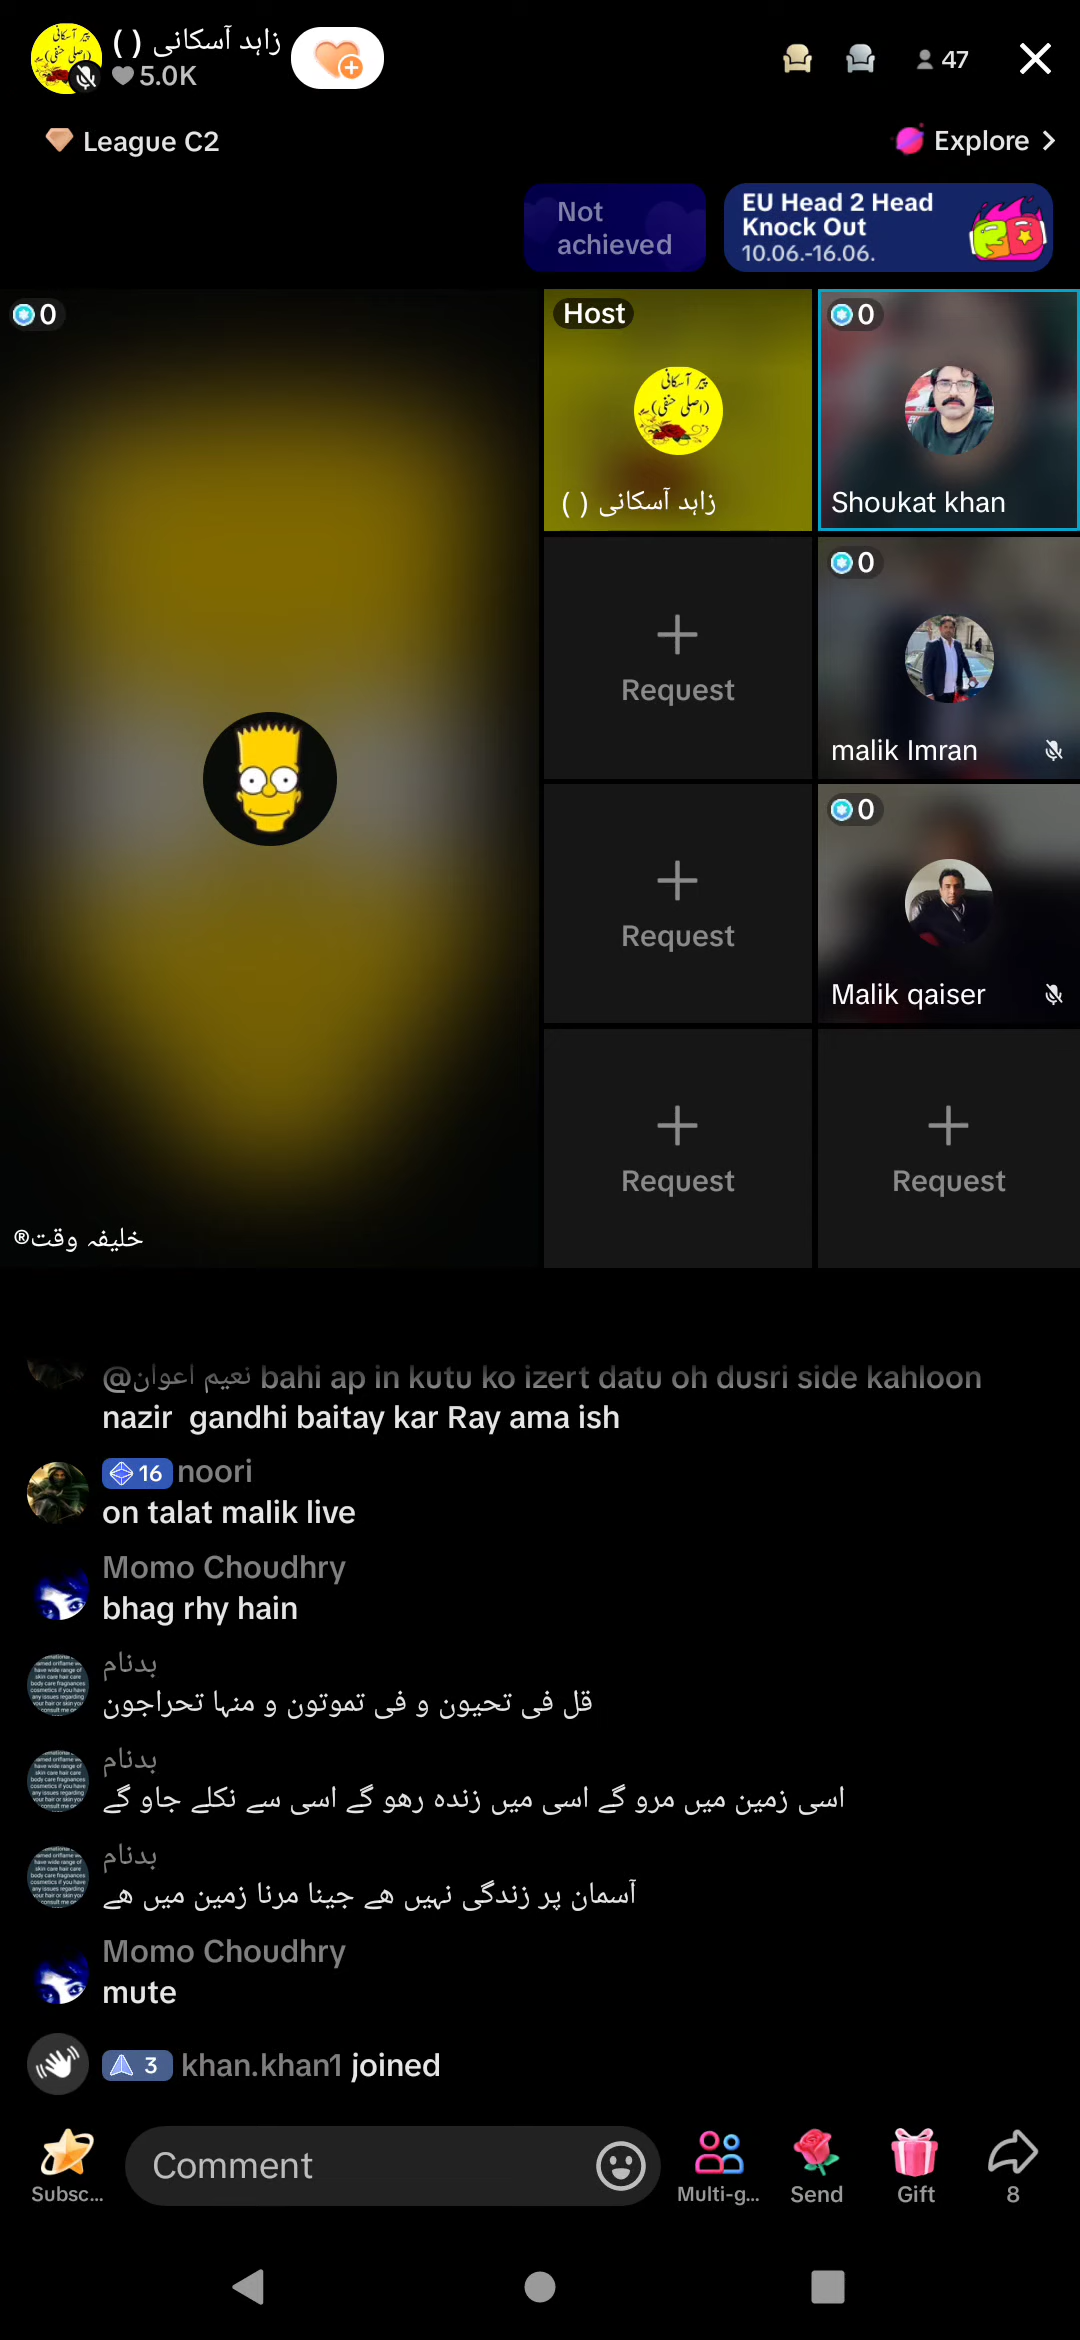 زاہد آسکانی ( )
5.0K
47
League C2
Explore
Not
achieved
EU Head 2 Head
Knock Out
10.06.-16.06.
0
Host
پیر آسکانی
(اصلی حنفی)
زاہد آسکانی ( )
0
Shoukat khan
Request
0
malik Imran
Request
0
Malik qaiser
Request
Request
خلیفہ وقت®
@نعیم اعوان bahi ap in kutu ko izert datu oh dusri side kahloon
nazir  gandhi baitay kar Ray ama ish
16 noori
on talat malik live
Momo Choudhry
bhag rhy hain
بدنام
قل فی تحیون و فی تموتون و منہا تحراجون
بدنام
اسی زمین میں مرو گے اسی میں زندہ رھو گے اسی سے نکلے جاو گے
بدنام
آسمان پر زندگی نہیں ھے جینا مرنا زمین میں ھے
Momo Choudhry
mute
3 khan.khan1 joined
Comment
Subsc...
Multi-g...
Send
Gift
8